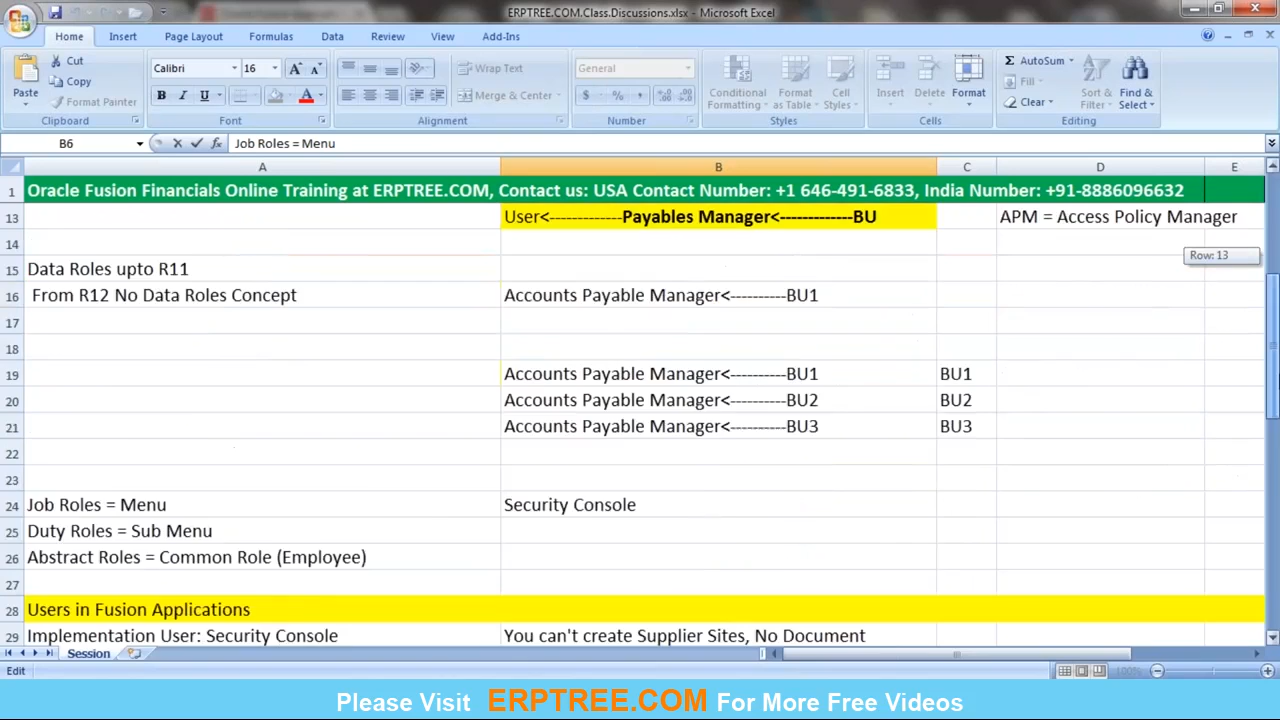 ERPTREE.COM.Class.Discussions.xlsx - Microsoft Excel
Home Insert Page Layout Formulas Data Review View Add-Ins
Paste
Cut
Copy
Format Painter
Clipboard
Calibri 16
B I U
Font
Wrap Text
Merge & Center
Alignment
General
$ % ,
Number
Conditional Formatting
Format as Table
Cell Styles
Styles
Insert Delete Format
Cells
Σ AutoSum
Fill
Clear
Sort & Filter
Find & Select
Editing
B6 fx Job Roles = Menu
A B C D E
1 Oracle Fusion Financials Online Training at ERPTREE.COM, Contact us: USA Contact Number: +1 646-491-6833, India Number: +91-8886096632
13 User<-------------Payables Manager<-------------BU APM = Access Policy Manager
14
Row: 13
15 Data Roles upto R11
16 From R12 No Data Roles Concept Accounts Payable Manager<----------BU1
17
18
19 Accounts Payable Manager<----------BU1 BU1
20 Accounts Payable Manager<----------BU2 BU2
21 Accounts Payable Manager<----------BU3 BU3
22
23
24 Job Roles = Menu Security Console
25 Duty Roles = Sub Menu
26 Abstract Roles = Common Role (Employee)
27
28 Users in Fusion Applications
29 Implementation User: Security Console You can't create Supplier Sites, No Document
Session
Edit 100%
Please Visit ERPTREE.COM For More Free Videos